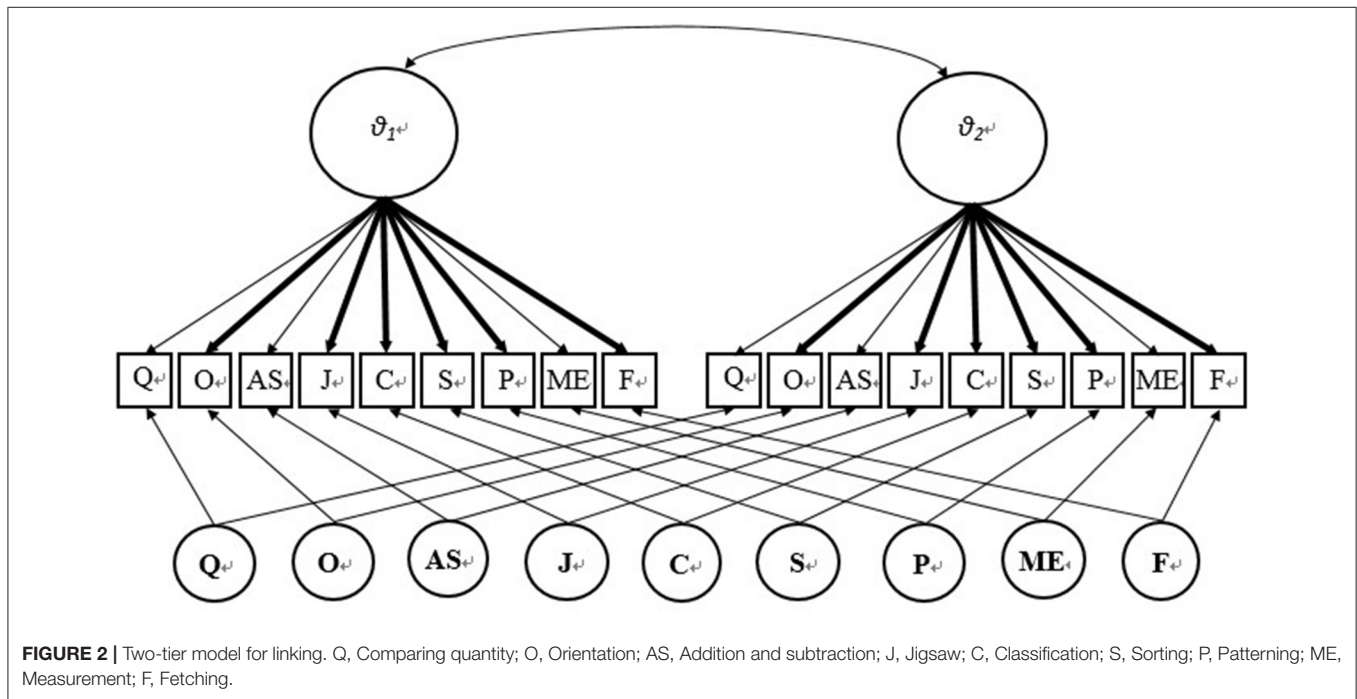 ϑ1↵ ϑ2↵
Q↵ O↵ AS↵ J↵ C↵ S↵ P↵ ME F↵ Q↵ O↵ AS↵ J↵ C↵ S↵ P↵ ME↵ F↵
Q↵ O↵ AS↵ J↵ C↵ S↵ P↵ ME↵ F↵
FIGURE 2 | Two-tier model for linking. Q, Comparing quantity; O, Orientation; AS, Addition and subtraction; J, Jigsaw; C, Classification; S, Sorting; P, Patterning; ME,
Measurement; F, Fetching.